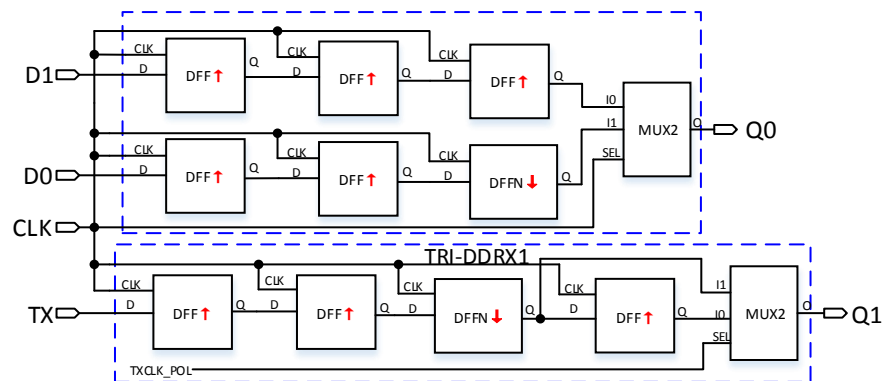 CLK CLK CLK
D1 D DFF↑ Q D DFF↑ Q D DFF↑ Q I0
I1 MUX2 O Q0
CLK CLK CLK
SEL
D0 D DFF↑ Q D DFF↑ Q D DFFN↓ Q
CLK
TRI-DDRX1
CLK CLK CLK CLK I1
TX D DFF↑ Q D DFF↑ Q D DFFN↓ Q D DFF↑ Q I0 MUX2 O Q1
SEL
TXCLK_POL